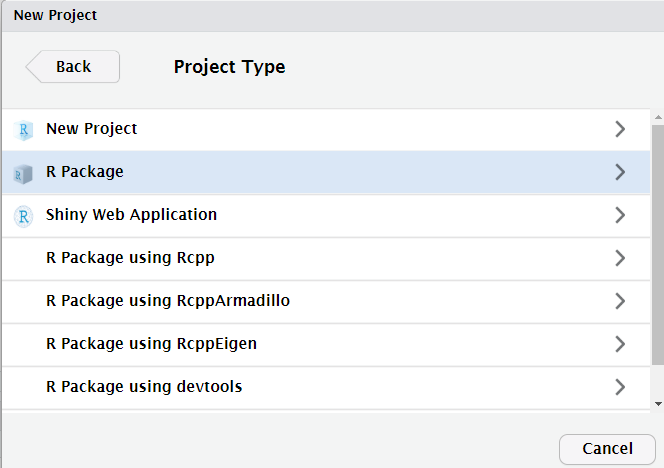 New Project
Back
Project Type
R New Project
R Package
R Shiny Web Application
R Package using Rcpp
R Package using RcppArmadillo
R Package using RcppEigen
R Package using devtools
Cancel